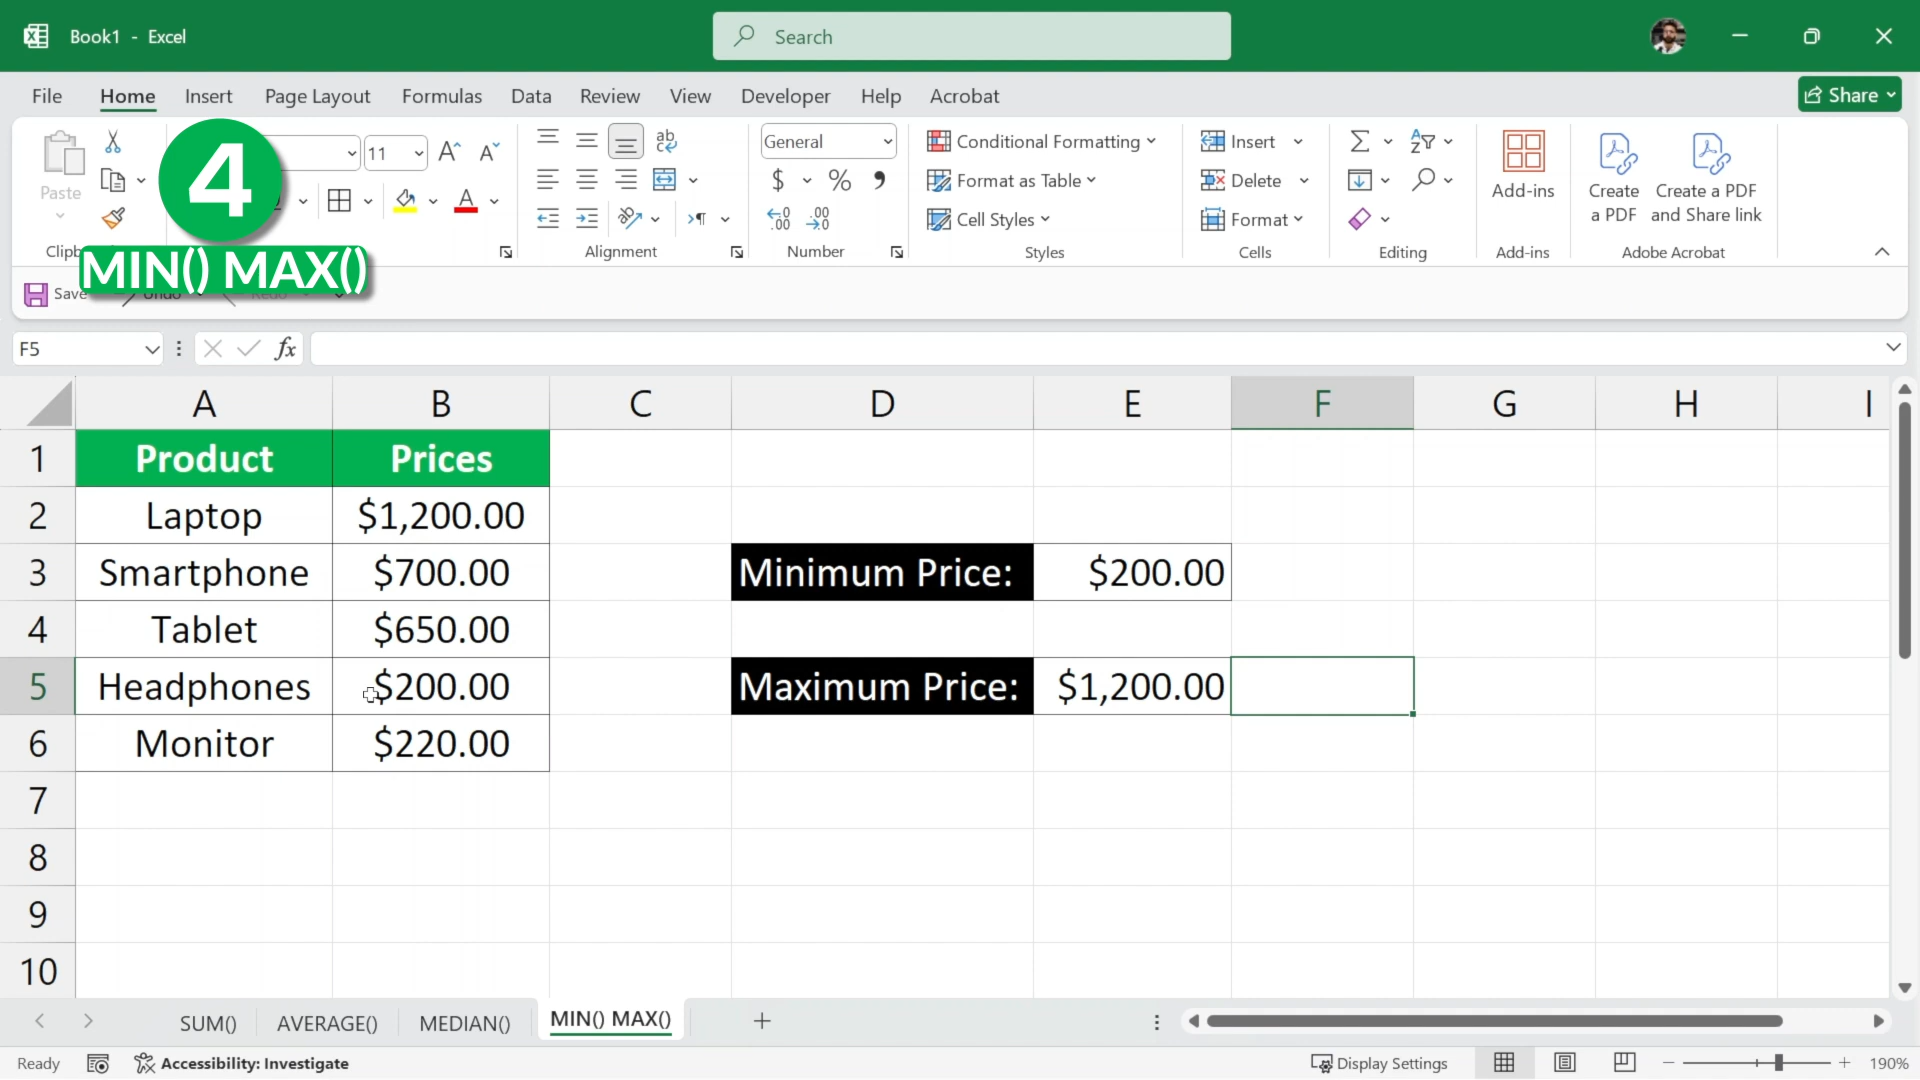 Book1 - Excel
Search
File Home Insert Page Layout Formulas Data Review View Developer Help Acrobat
Share
4
MIN() MAX()
Paste
11
General
Conditional Formatting
Format as Table
Cell Styles
Insert
Delete
Format
Add-ins
Create a PDF
Create a PDF and Share link
Alignment Number Styles Cells Editing Add-ins Adobe Acrobat
Save Undo Redo
F5
fx
A B C D E F G H I
1 Product Prices
2 Laptop $1,200.00
3 Smartphone $700.00 Minimum Price: $200.00
4 Tablet $650.00
5 Headphones $200.00 Maximum Price: $1,200.00
6 Monitor $220.00
7
8
9
10
SUM() AVERAGE() MEDIAN() MIN() MAX()
Ready Accessibility: Investigate Display Settings 190%